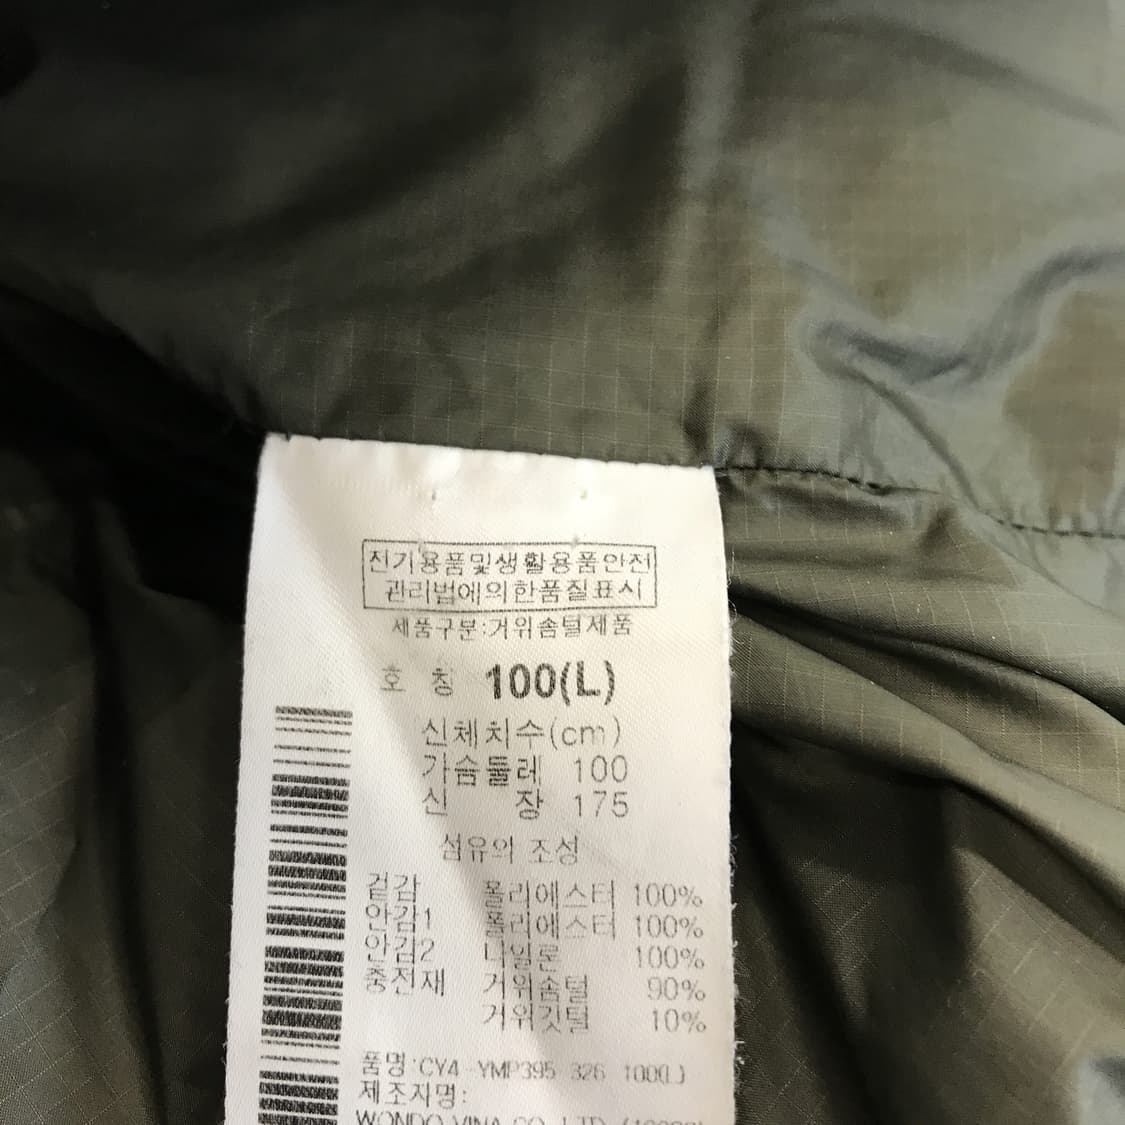 전기용품및생활용품안전
관리법에의한품질표시
제품구분:거위솜털제품
호 칭 100(L)
신체치수(cm)
가슴둘레 100
신 장 175
섬유의 조성
겉감 폴리에스터 100%
안감1 폴리에스터 100%
안감2 나일론 100%
충전재 거위솜털 90%
거위깃털 10%
품명:CY4-YMP395 326 100(L)
제조자명:
WONDO VINA CO., LTD